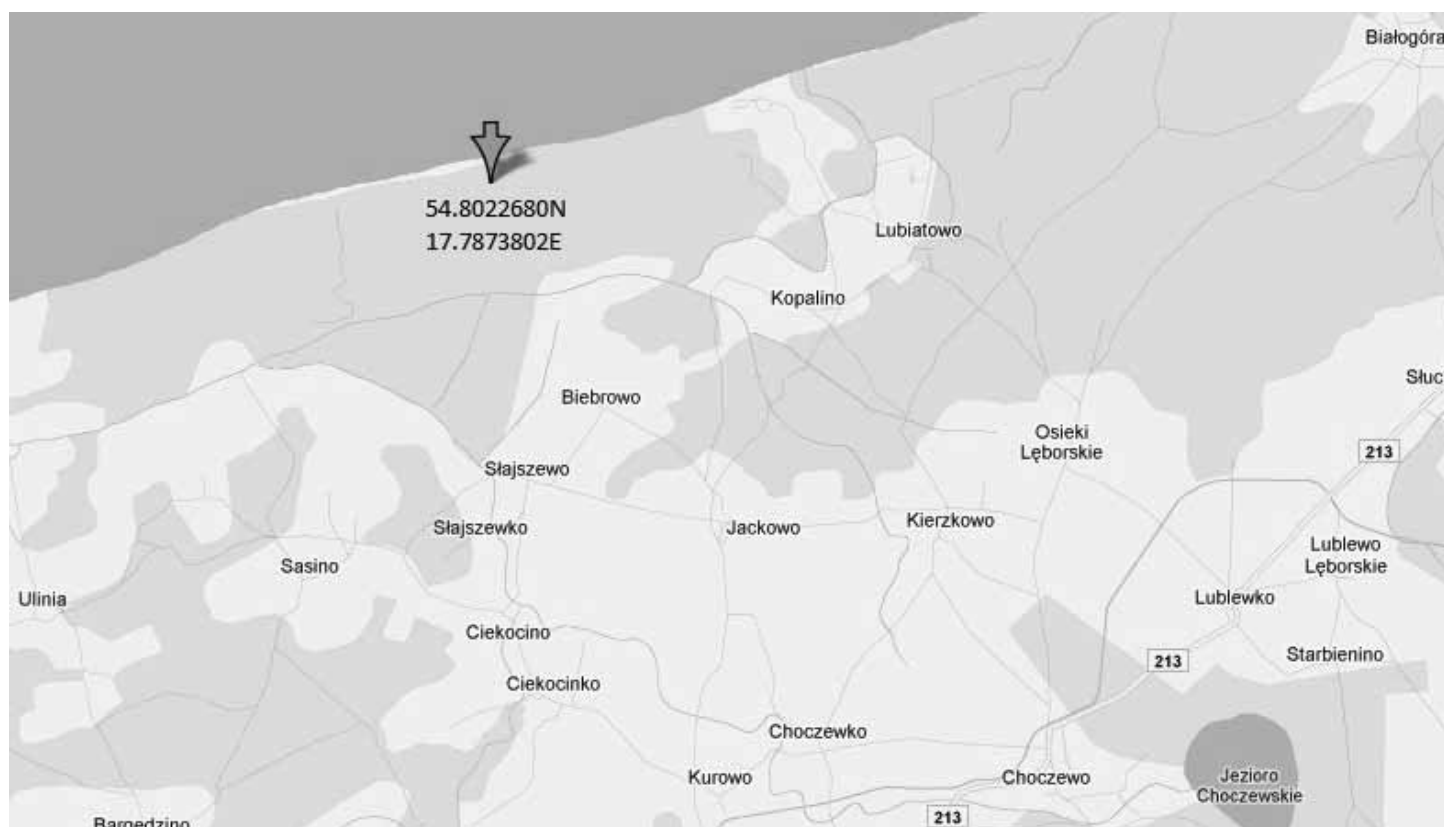 Białogóra
54.8022680N
17.7873802E
Lubiatowo
Kopalino
Biebrowo
Słuc
Osieki
Lęborskie
213
Słajszewo
Słajszewko
Jackowo
Kierzkowo
Sasino
Lublewo
Lęborskie
Ulinia
Lublewko
Ciekocino
213
Starbienino
Ciekocinko
Choczewko
Kurowo
Choczewo
Jezioro
Choczewskie
213
Bargędzino